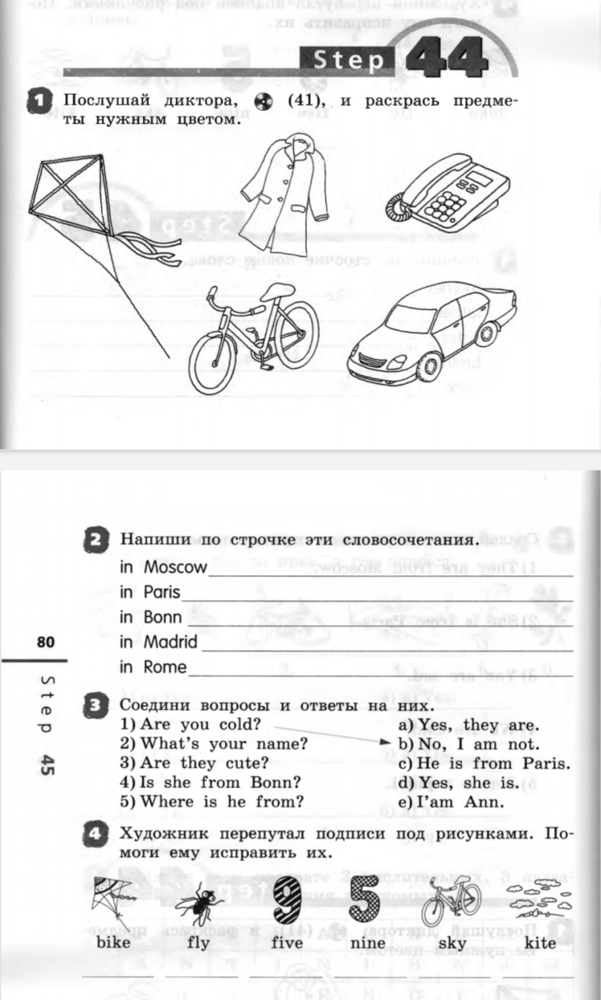 Step 44
1 Послушай диктора, (41), и раскрась предме-
ты нужным цветом.
2 Напиши по строчке эти словосочетания.
in Moscow
in Paris
in Bonn
in Madrid
in Rome
80
Step 45
3 Соедини вопросы и ответы на них.
1) Are you cold? a) Yes, they are.
2) What's your name? b) No, I am not.
3) Are they cute? c) He is from Paris.
4) Is she from Bonn? d) Yes, she is.
5) Where is he from? e) I'am Ann.
4 Художник перепутал подписи под рисунками. По-
моги ему исправить их.
9 5
bike fly five nine sky kite